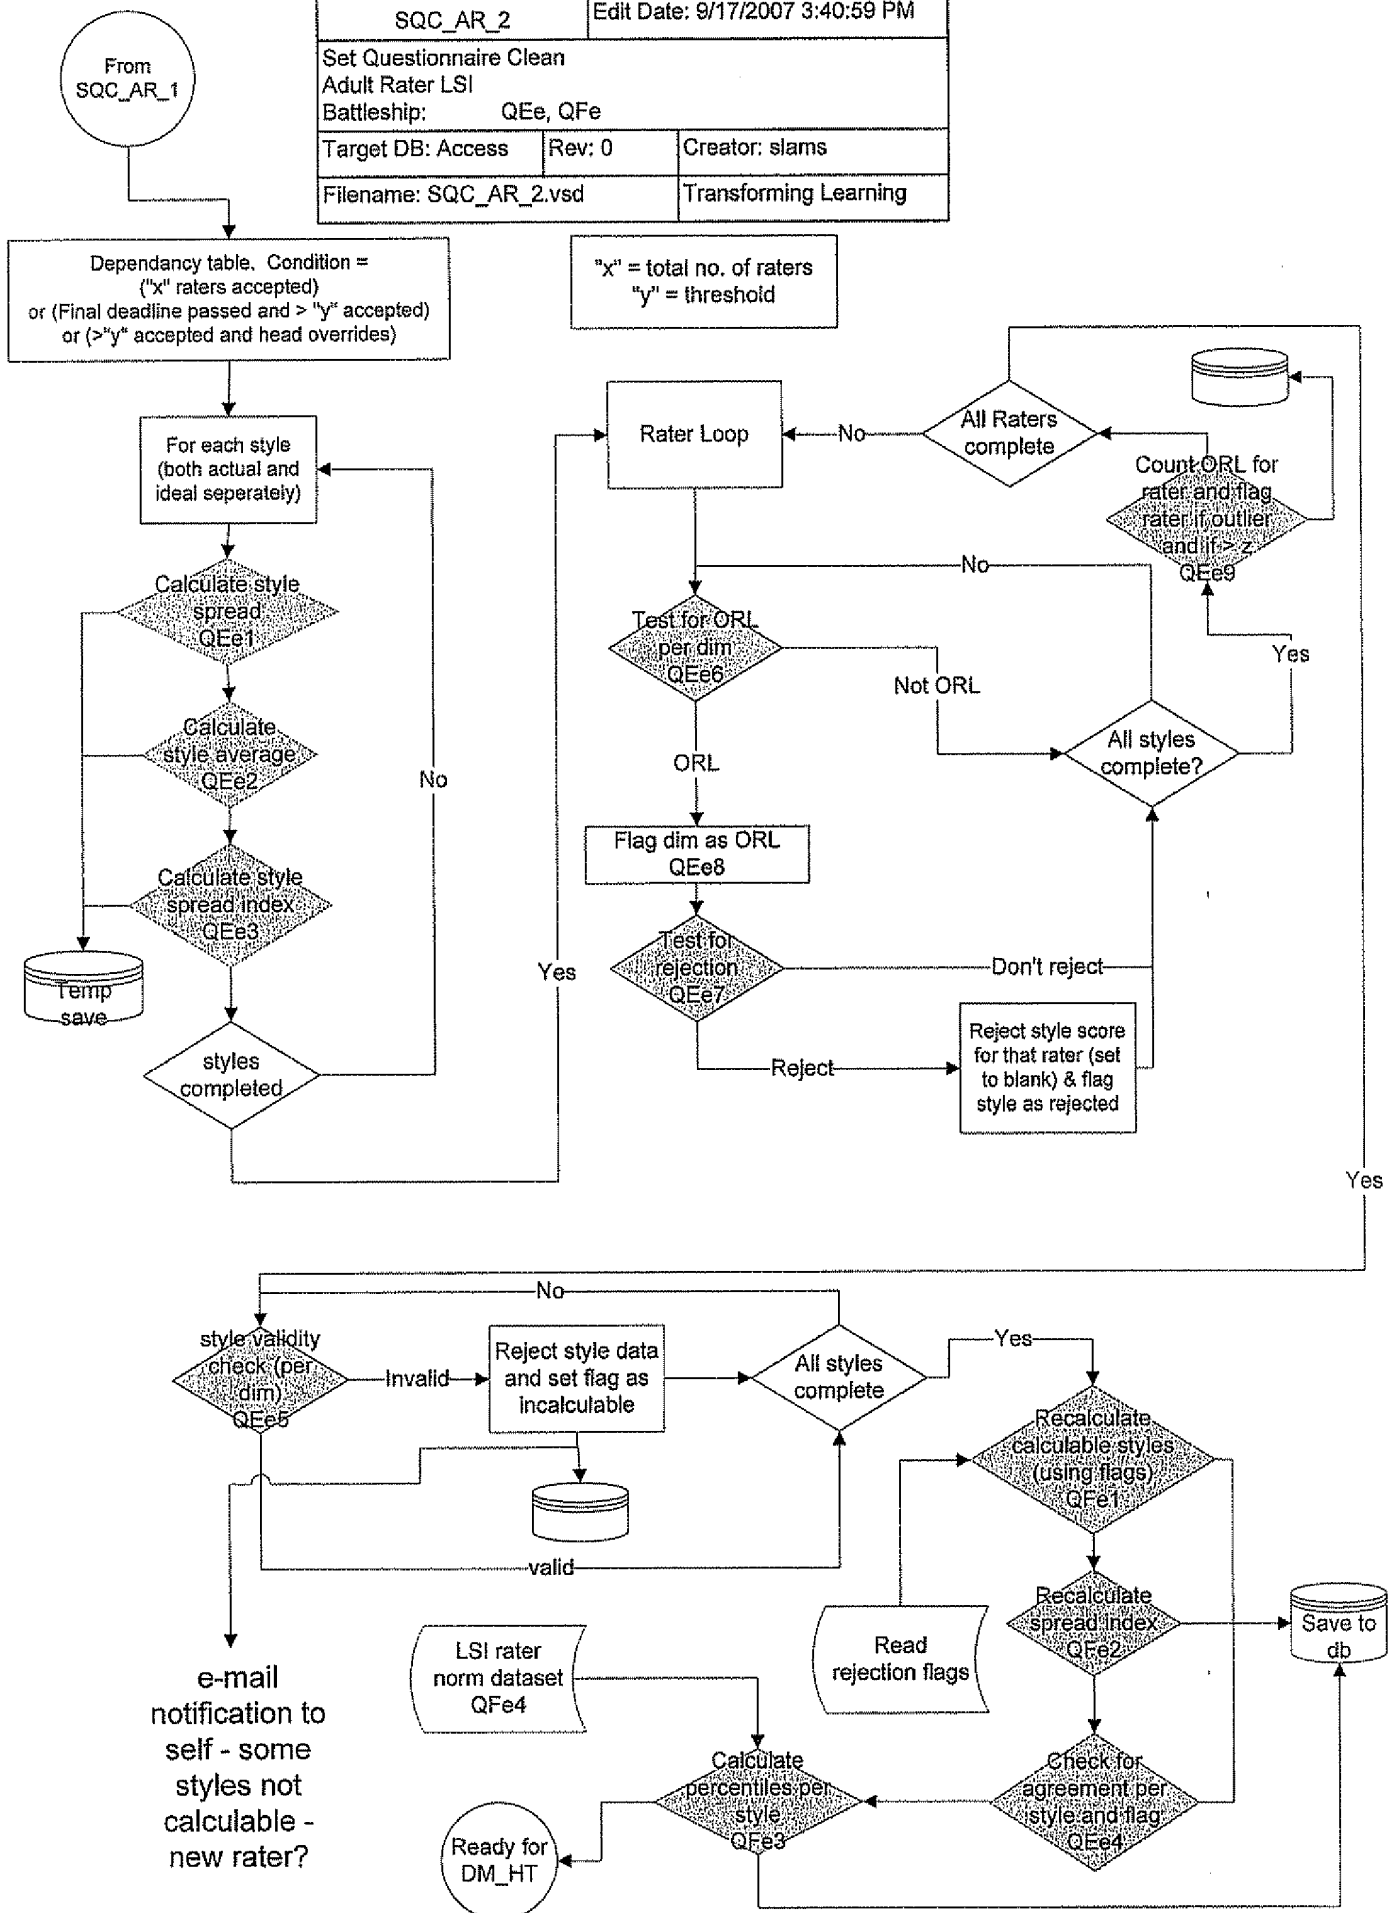 From
SQC_AR_1
SQC_AR_2
Edit Date: 9/17/2007 3:40:59 PM
Set Questionnaire Clean
Adult Rater LSI
Battleship: QEe, QFe
Target DB: Access
Rev: 0
Creator: slams
Filename: SQC_AR_2.vsd
Transforming Learning
Dependancy table. Condition =
("x" raters accepted)
or (Final deadline passed and > "y" accepted)
or (>"y" accepted and head overrides)
"x" = total no. of raters
"y" = threshold
For each style
(both actual and
ideal seperately)
Calculate style
spread
QEe1
Calculate
style average
QEe2
Calculate style
spread index
QEe3
Temp
save
styles
completed
No
Yes
Rater Loop
No
All Raters
complete
Count ORL for
rater and flag
rater if outlier
and if > z
QEe9
No
Test for ORL
per dim
QEe6
Not ORL
Yes
All styles
complete?
ORL
Flag dim as ORL
QEe8
Test for
rejection
QEe7
Don't reject
Reject
Reject style score
for that rater (set
to blank) & flag
style as rejected
Yes
No
style validity
check (per
dim)
QEe5
Invalid
Reject style data
and set flag as
incalculable
All styles
complete
Yes
valid
Recalculate
calculable styles
(using flags)
QFe1
Recalculate
spread index
QFe2
Save to
db
Read
rejection flags
LSI rater
norm dataset
QFe4
e-mail
notification to
self - some
styles not
calculable -
new rater?
Calculate
percentiles per
style
QFe3
Check for
agreement per
style and flag
QEe4
Ready for
DM_HT